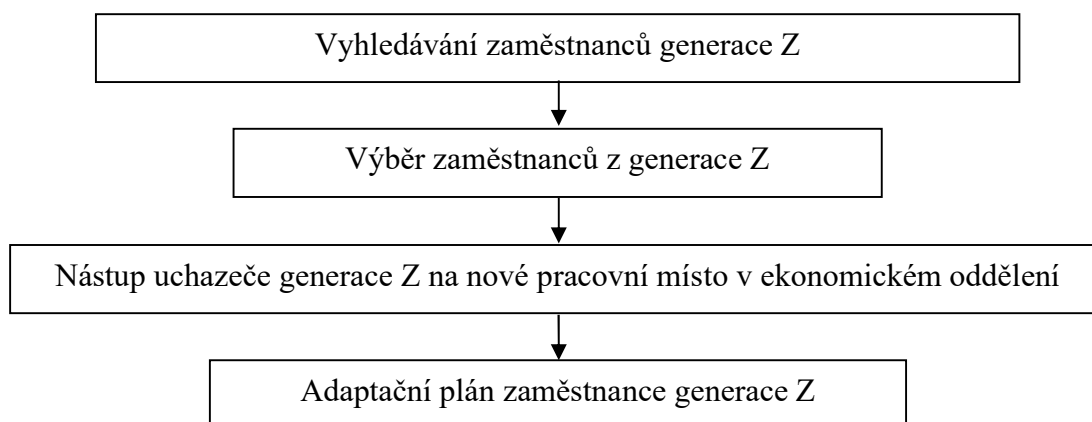 Vyhledávání zaměstnanců generace Z
Výběr zaměstnanců z generace Z
Nástup uchazeče generace Z na nové pracovní místo v ekonomickém oddělení
Adaptační plán zaměstnance generace Z